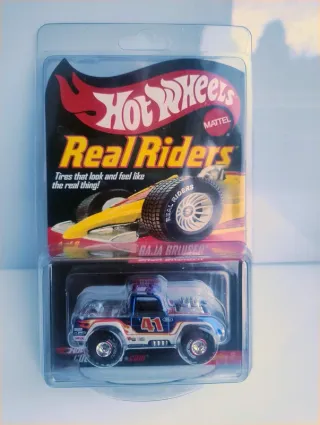 Hot Wheels
MATTEL
Real Riders
Tires that look and feel like
the real thing!
REAL RIDERS
BAJA BRUISER
41